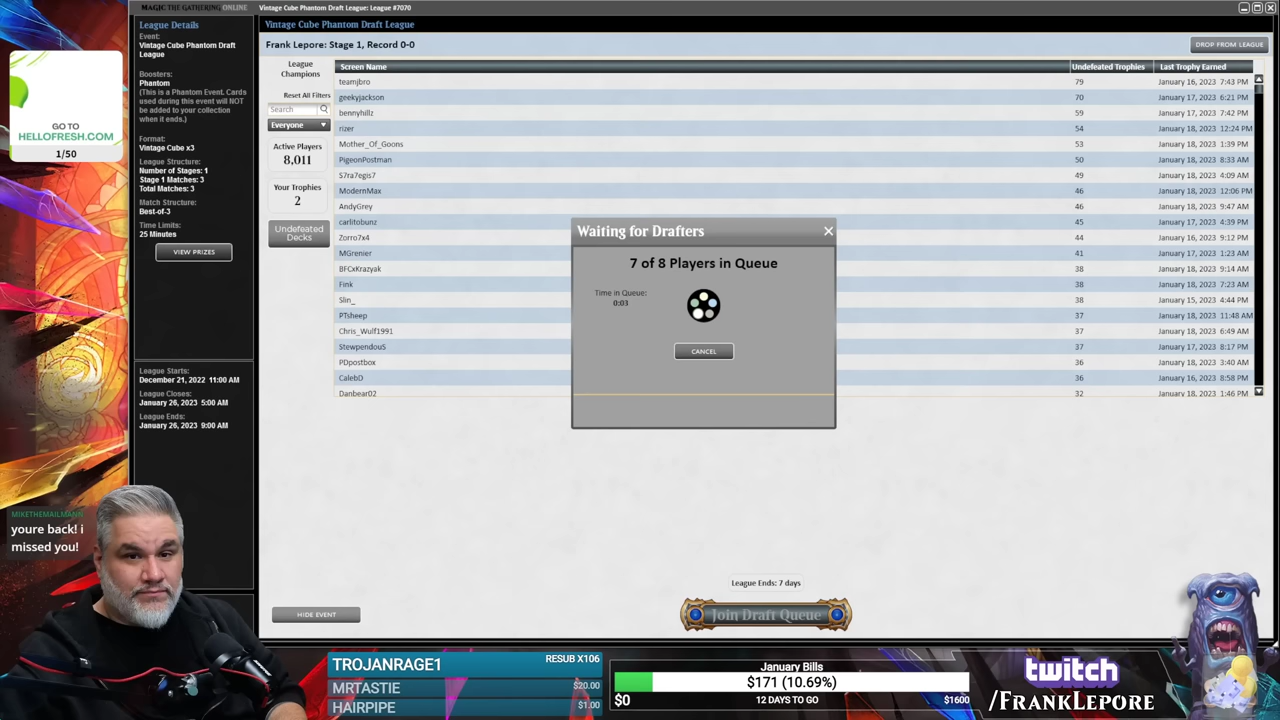 MAGIC THE GATHERING ONLINE
Vintage Cube Phantom Draft League: League #7070
League Details
Event:
Vintage Cube Phantom Draft
League
Boosters:
Phantom
(This is a Phantom Event. Cards
used during this event will NOT
be added to your collection
when it ends.)
Format:
Vintage Cube x3
League Structure:
Number of Stages: 1
Stage 1 Matches: 3
Total Matches: 3
Match Structure:
Best-of-3
Time Limits:
25 Minutes
VIEW PRIZES
League Starts:
December 21, 2022 11:00 AM
League Closes:
January 26, 2023 5:00 AM
League Ends:
January 26, 2023 9:00 AM
GO TO
HELLOFRESH.COM
1/50
MIKETHEMAILMANN
youre back! i
missed you!
Vintage Cube Phantom Draft League
Frank Lepore: Stage 1, Record 0-0
DROP FROM LEAGUE
League
Champions
Reset All Filters
Search
Everyone
Active Players
8,011
Your Trophies
2
Undefeated
Decks
Screen Name Undefeated Trophies Last Trophy Earned
teamjbro 79 January 16, 2023 7:43 PM
geekyjackson 70 January 17, 2023 6:21 PM
bennyhillz 59 January 17, 2023 7:42 PM
rizer 54 January 18, 2023 12:24 PM
Mother_Of_Goons 53 January 18, 2023 1:39 PM
PigeonPostman 50 January 18, 2023 8:33 AM
S7ra7egis7 49 January 18, 2023 4:09 AM
ModernMax 46 January 18, 2023 12:06 PM
AndyGrey 46 January 18, 2023 9:47 AM
carlitobunz 45 January 17, 2023 4:39 PM
Zorro7x4 44 January 16, 2023 9:12 PM
MGrenier 41 January 17, 2023 1:23 AM
BFCxKrazyak 38 January 18, 2023 9:14 AM
Fink 38 January 18, 2023 7:23 AM
Slin_ 38 January 15, 2023 4:44 PM
PTsheep 37 January 18, 2023 11:48 AM
Chris_Wulf1991 37 January 18, 2023 6:49 AM
StewpendouS 37 January 17, 2023 8:17 PM
PDpostbox 36 January 18, 2023 3:40 AM
CalebD 36 January 16, 2023 8:58 PM
Danbear02 32 January 18, 2023 1:46 PM
Waiting for Drafters
7 of 8 Players in Queue
Time in Queue:
0:03
CANCEL
League Ends: 7 days
HIDE EVENT
Join Draft Queue
TROJANRAGE1 RESUB X106
MRTASTIE $20.00
HAIRPIPE $1.00
January Bills
$171 (10.69%)
$0 12 DAYS TO GO $1600
twitch
/FRANKLEPORE